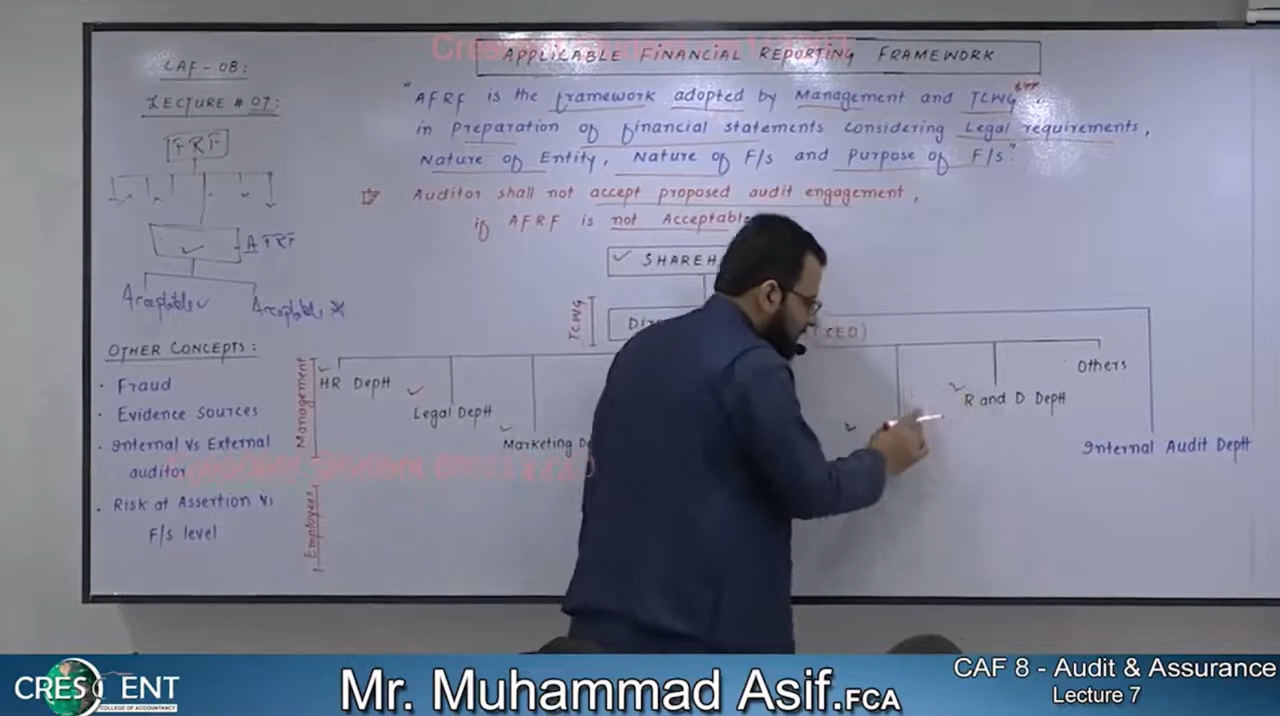 APPLICABLE FINANCIAL REPORTING FRAMEWORK
CAF - 08:
LECTURE # 07:
FRF
AFRF
Acceptable ✓
Acceptable ✗
"AFRF is the framework adopted by Management and TCWG
in Preparation of financial statements considering Legal requirements,
Nature of Entity, Nature of F/s and Purpose of F/s."
Auditor shall not accept proposed audit engagement,
if AFRF is not Acceptable
OTHER CONCEPTS:
• Fraud
• Evidence Sources
• Internal Vs External
auditor
• Risk at Assertion Vs
F/s level.
✓ SHAREH
TCWG
CEO)
Management
Employees
✓ HR Deptt
✓ Legal Deptt
✓ Marketing
✓ R and D Deptt
Others
Internal Audit Deptt
CRESCENT
COLLEGE OF ACCOUNTANCY
Mr. Muhammad Asif.FCA
CAF 8 - Audit & Assurance
Lecture 7